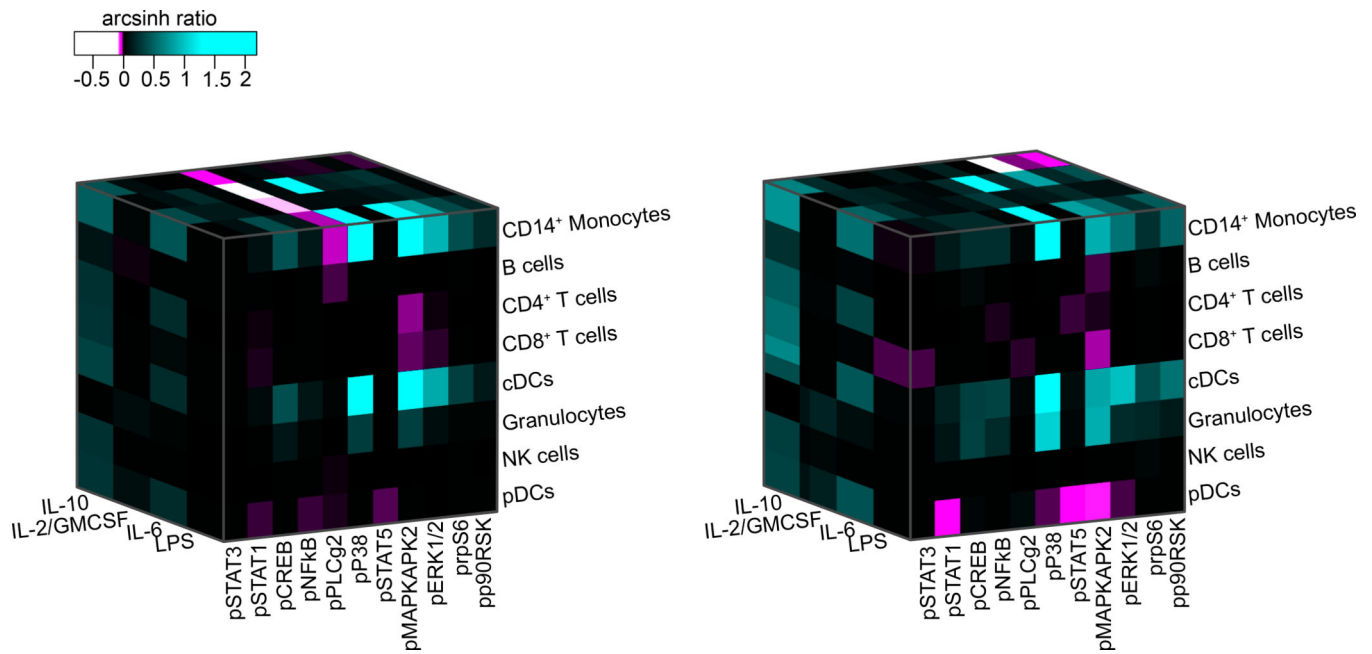 arcsinh ratio
-0.5 0 0.5 1 1.5 2
CD14⁺ Monocytes
B cells
CD4⁺ T cells
CD8⁺ T cells
cDCs
Granulocytes
NK cells
pDCs
IL-10
IL-2/GMCSF
IL-6
LPS
pSTAT3
pSTAT1
pCREB
pNFkB
pPLCg2
pP38
pSTAT5
pMAPKAPK2
pERK1/2
prpS6
pp90RSK
CD14⁺ Monocytes
B cells
CD4⁺ T cells
CD8⁺ T cells
cDCs
Granulocytes
NK cells
pDCs
IL-10
IL-2/GMCSF
IL-6
LPS
pSTAT3
pSTAT1
pCREB
pNFkB
pPLCg2
pP38
pSTAT5
pMAPKAPK2
pERK1/2
prpS6
pp90RSK